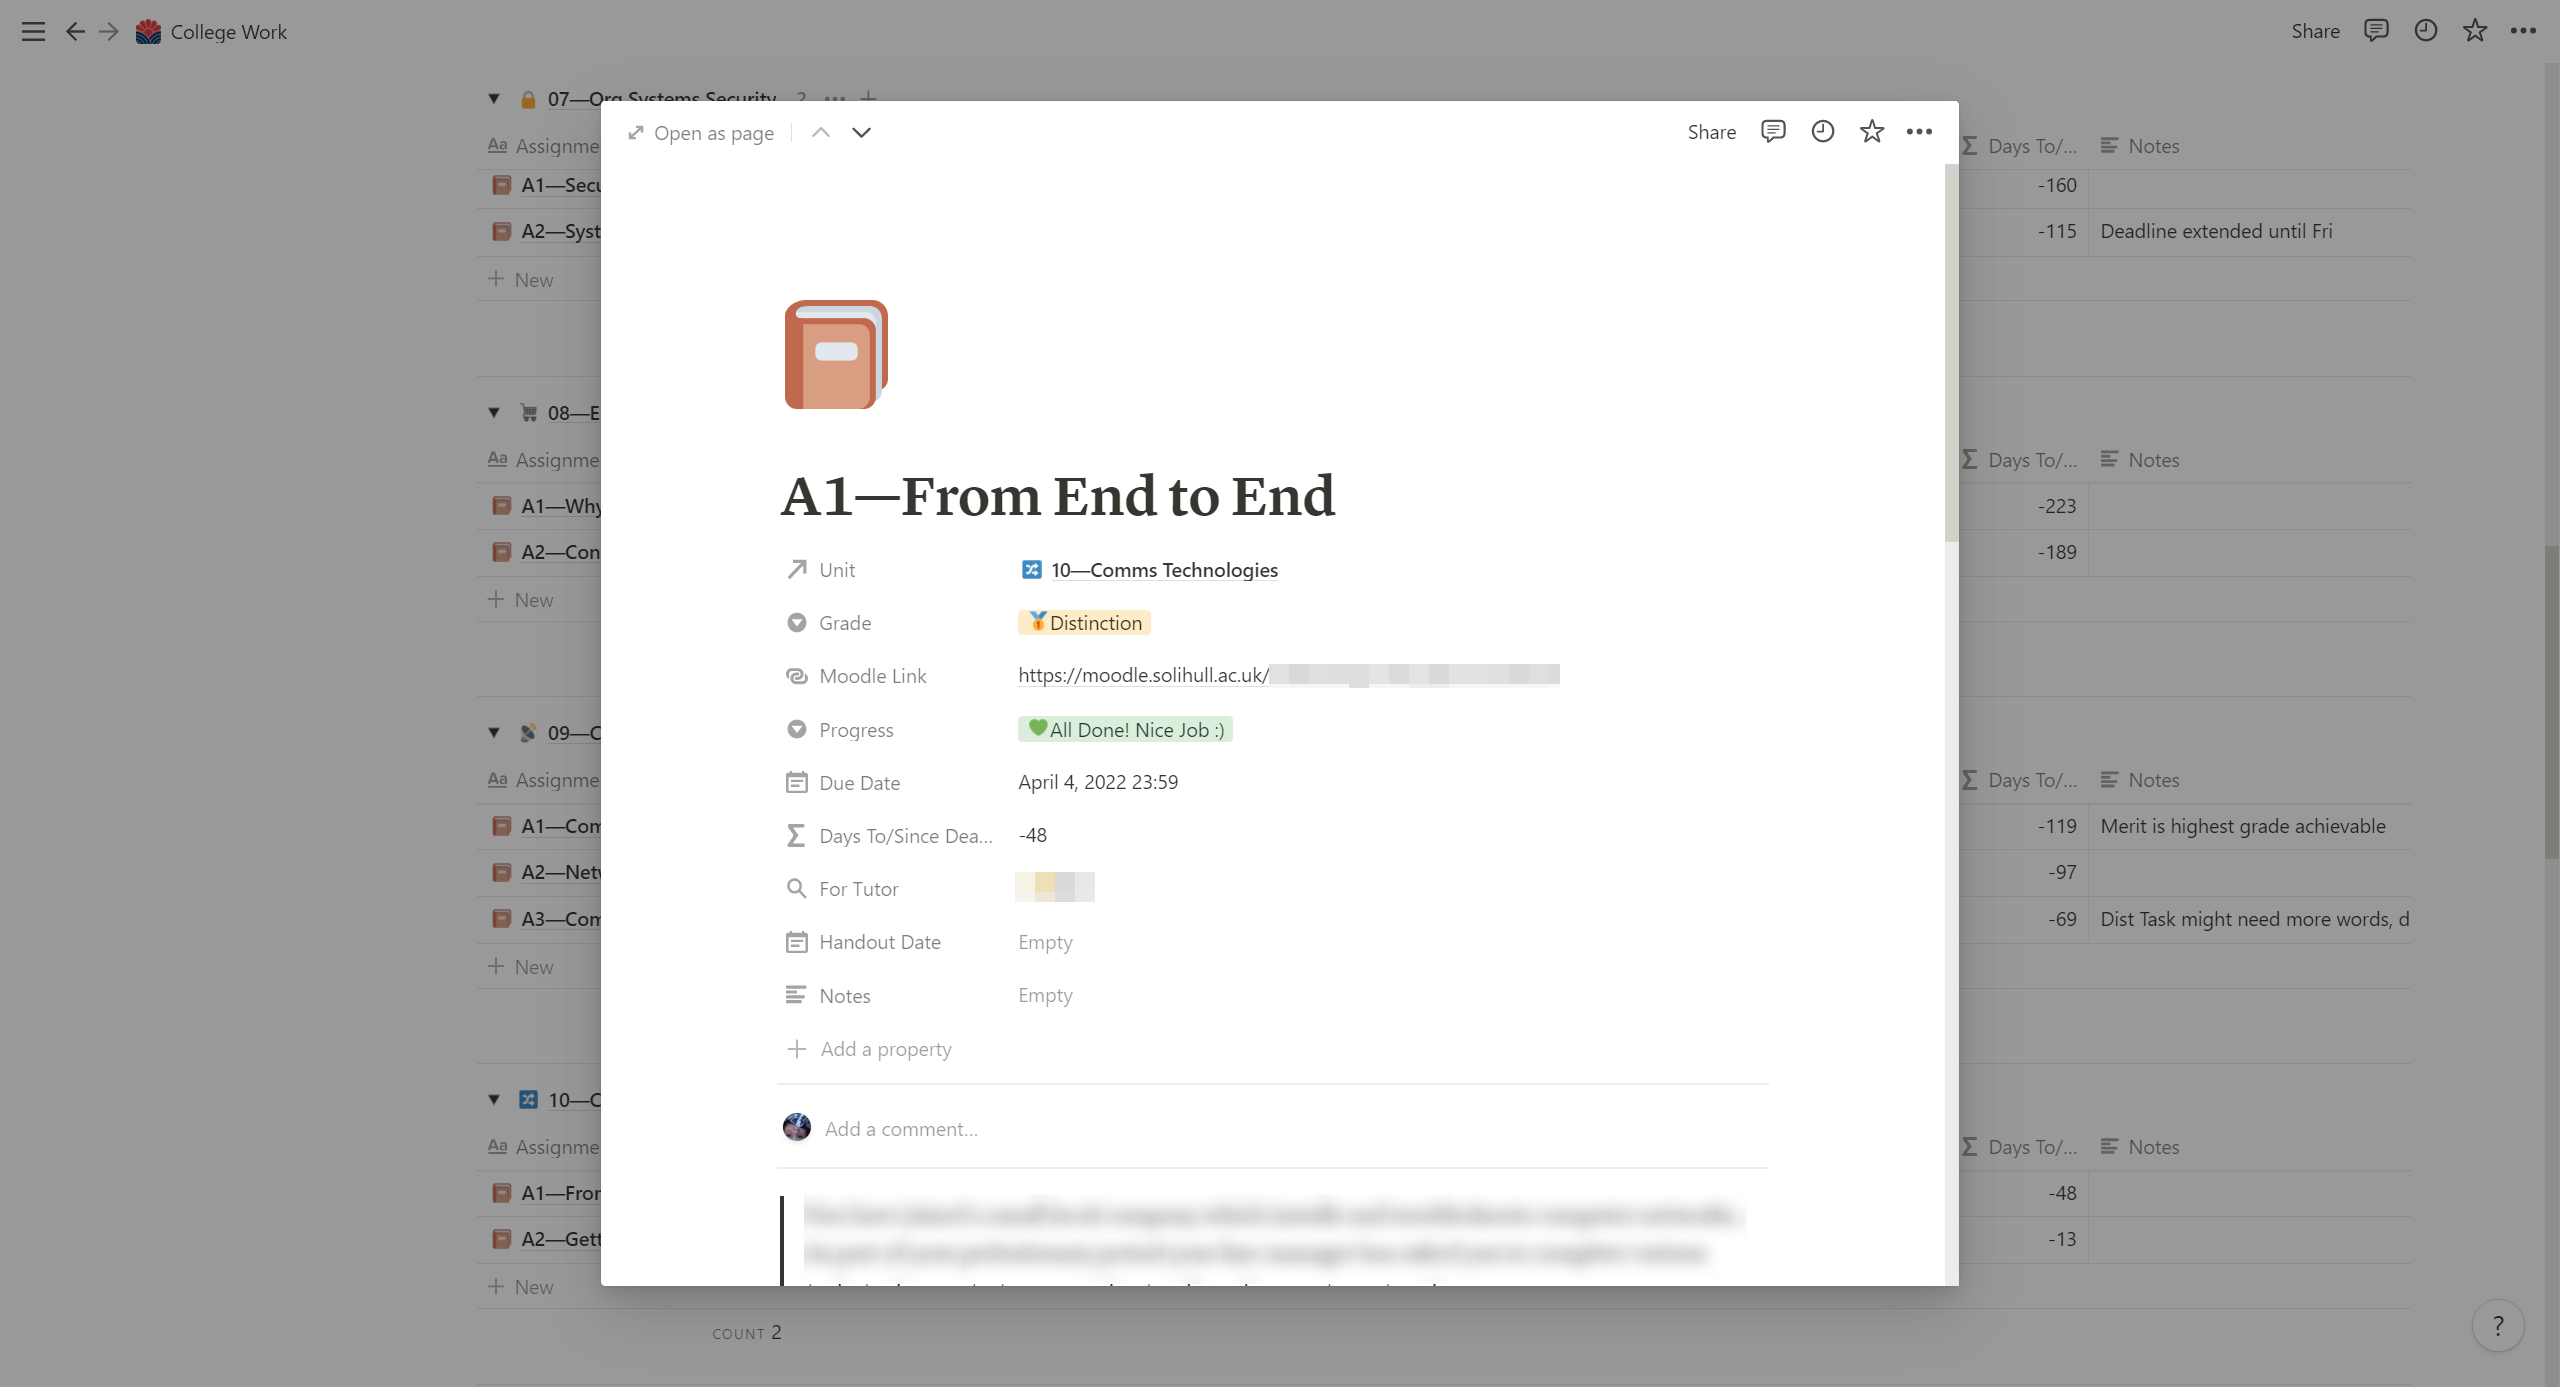 College Work
Share
07—Org Systems Security 2
Assignme
Days To/... Notes
A1—Secu
-160
A2—Syst
-115 Deadline extended until Fri
New
08—E
Assignme
Days To/... Notes
A1—Why
-223
A2—Con
-189
New
09—C
Assignme
Days To/... Notes
A1—Com
-119 Merit is highest grade achievable
A2—Netw
-97
A3—Com
-69 Dist Task might need more words, d
New
10—C
Assignme
Days To/... Notes
A1—Fron
-48
A2—Gett
-13
New
COUNT 2
?
Open as page
Share
A1—From End to End
Unit 10—Comms Technologies
Grade 🥇Distinction
Moodle Link https://moodle.solihull.ac.uk/
Progress 💚All Done! Nice Job :)
Due Date April 4, 2022 23:59
Days To/Since Dea... -48
For Tutor
Handout Date Empty
Notes Empty
Add a property
Add a comment...